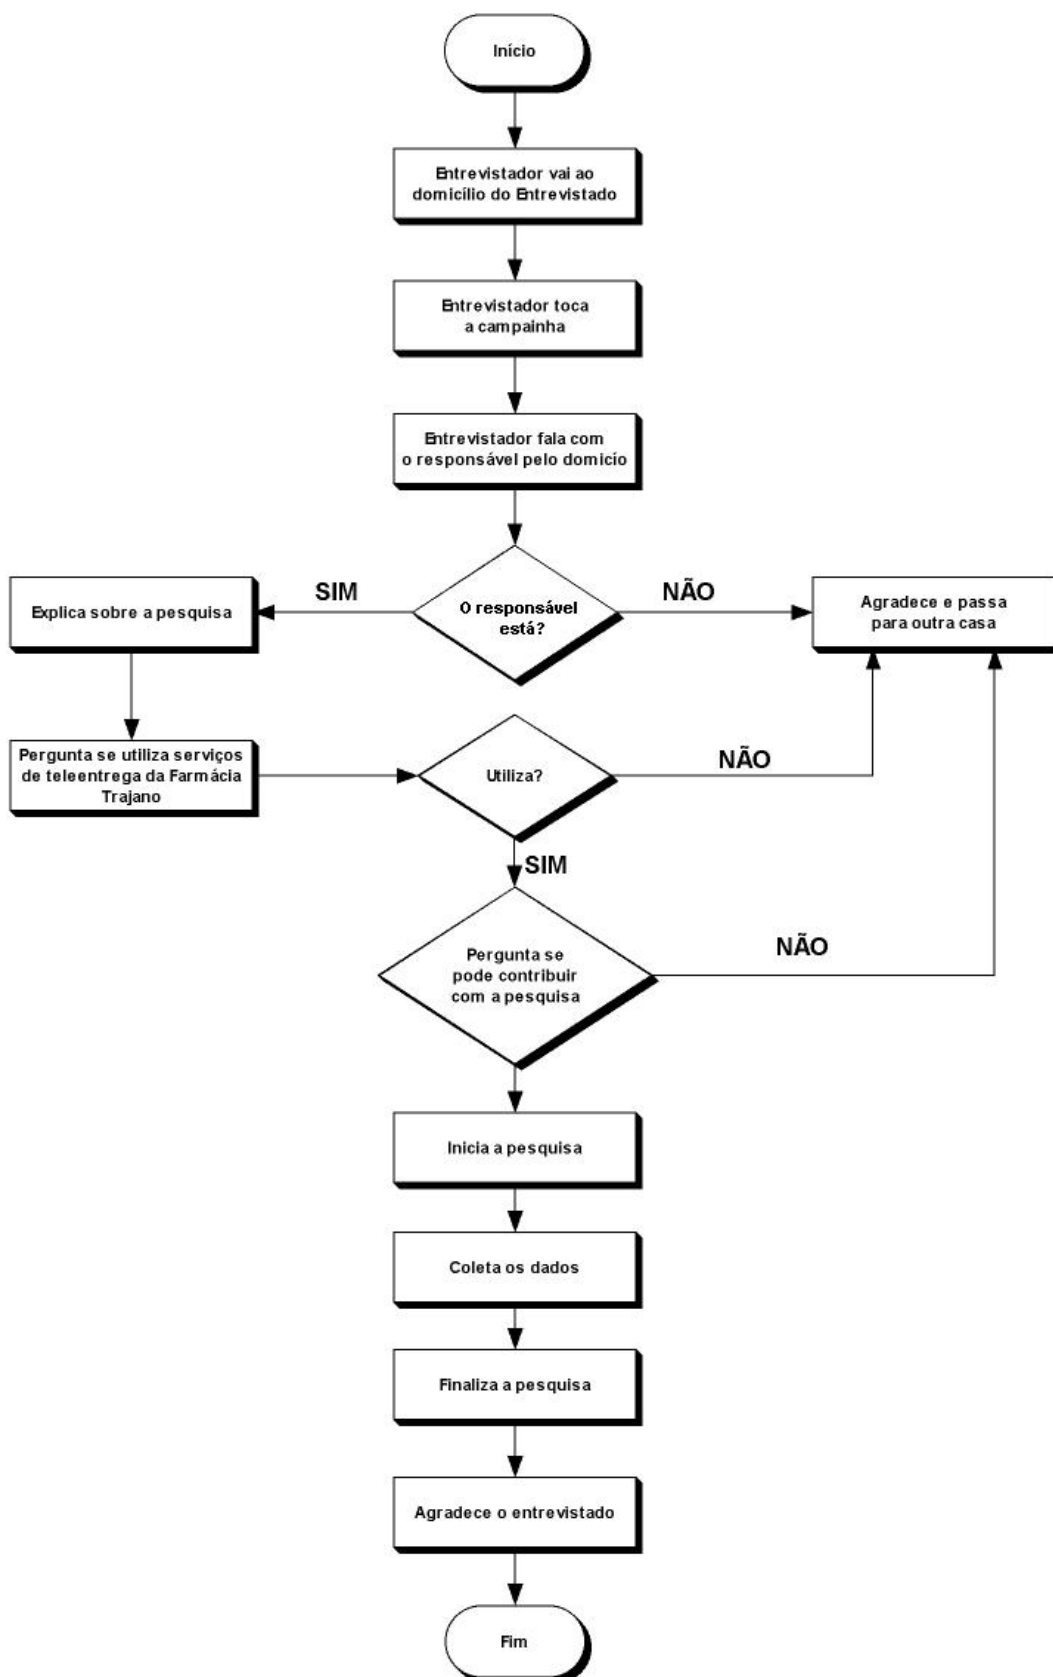 Início
Entrevistador vai ao
domicílio do Entrevistado
Entrevistador toca
a campainha
Entrevistador fala com
o responsável pelo domicío
O responsável
está?
SIM
NÃO
Explica sobre a pesquisa
Agradece e passa
para outra casa
Pergunta se utiliza serviços
de teleentrega da Farmácia
Trajano
Utiliza?
NÃO
SIM
Pergunta se
pode contribuir
com a pesquisa
NÃO
Inicia a pesquisa
Coleta os dados
Finaliza a pesquisa
Agradece o entrevistado
Fim